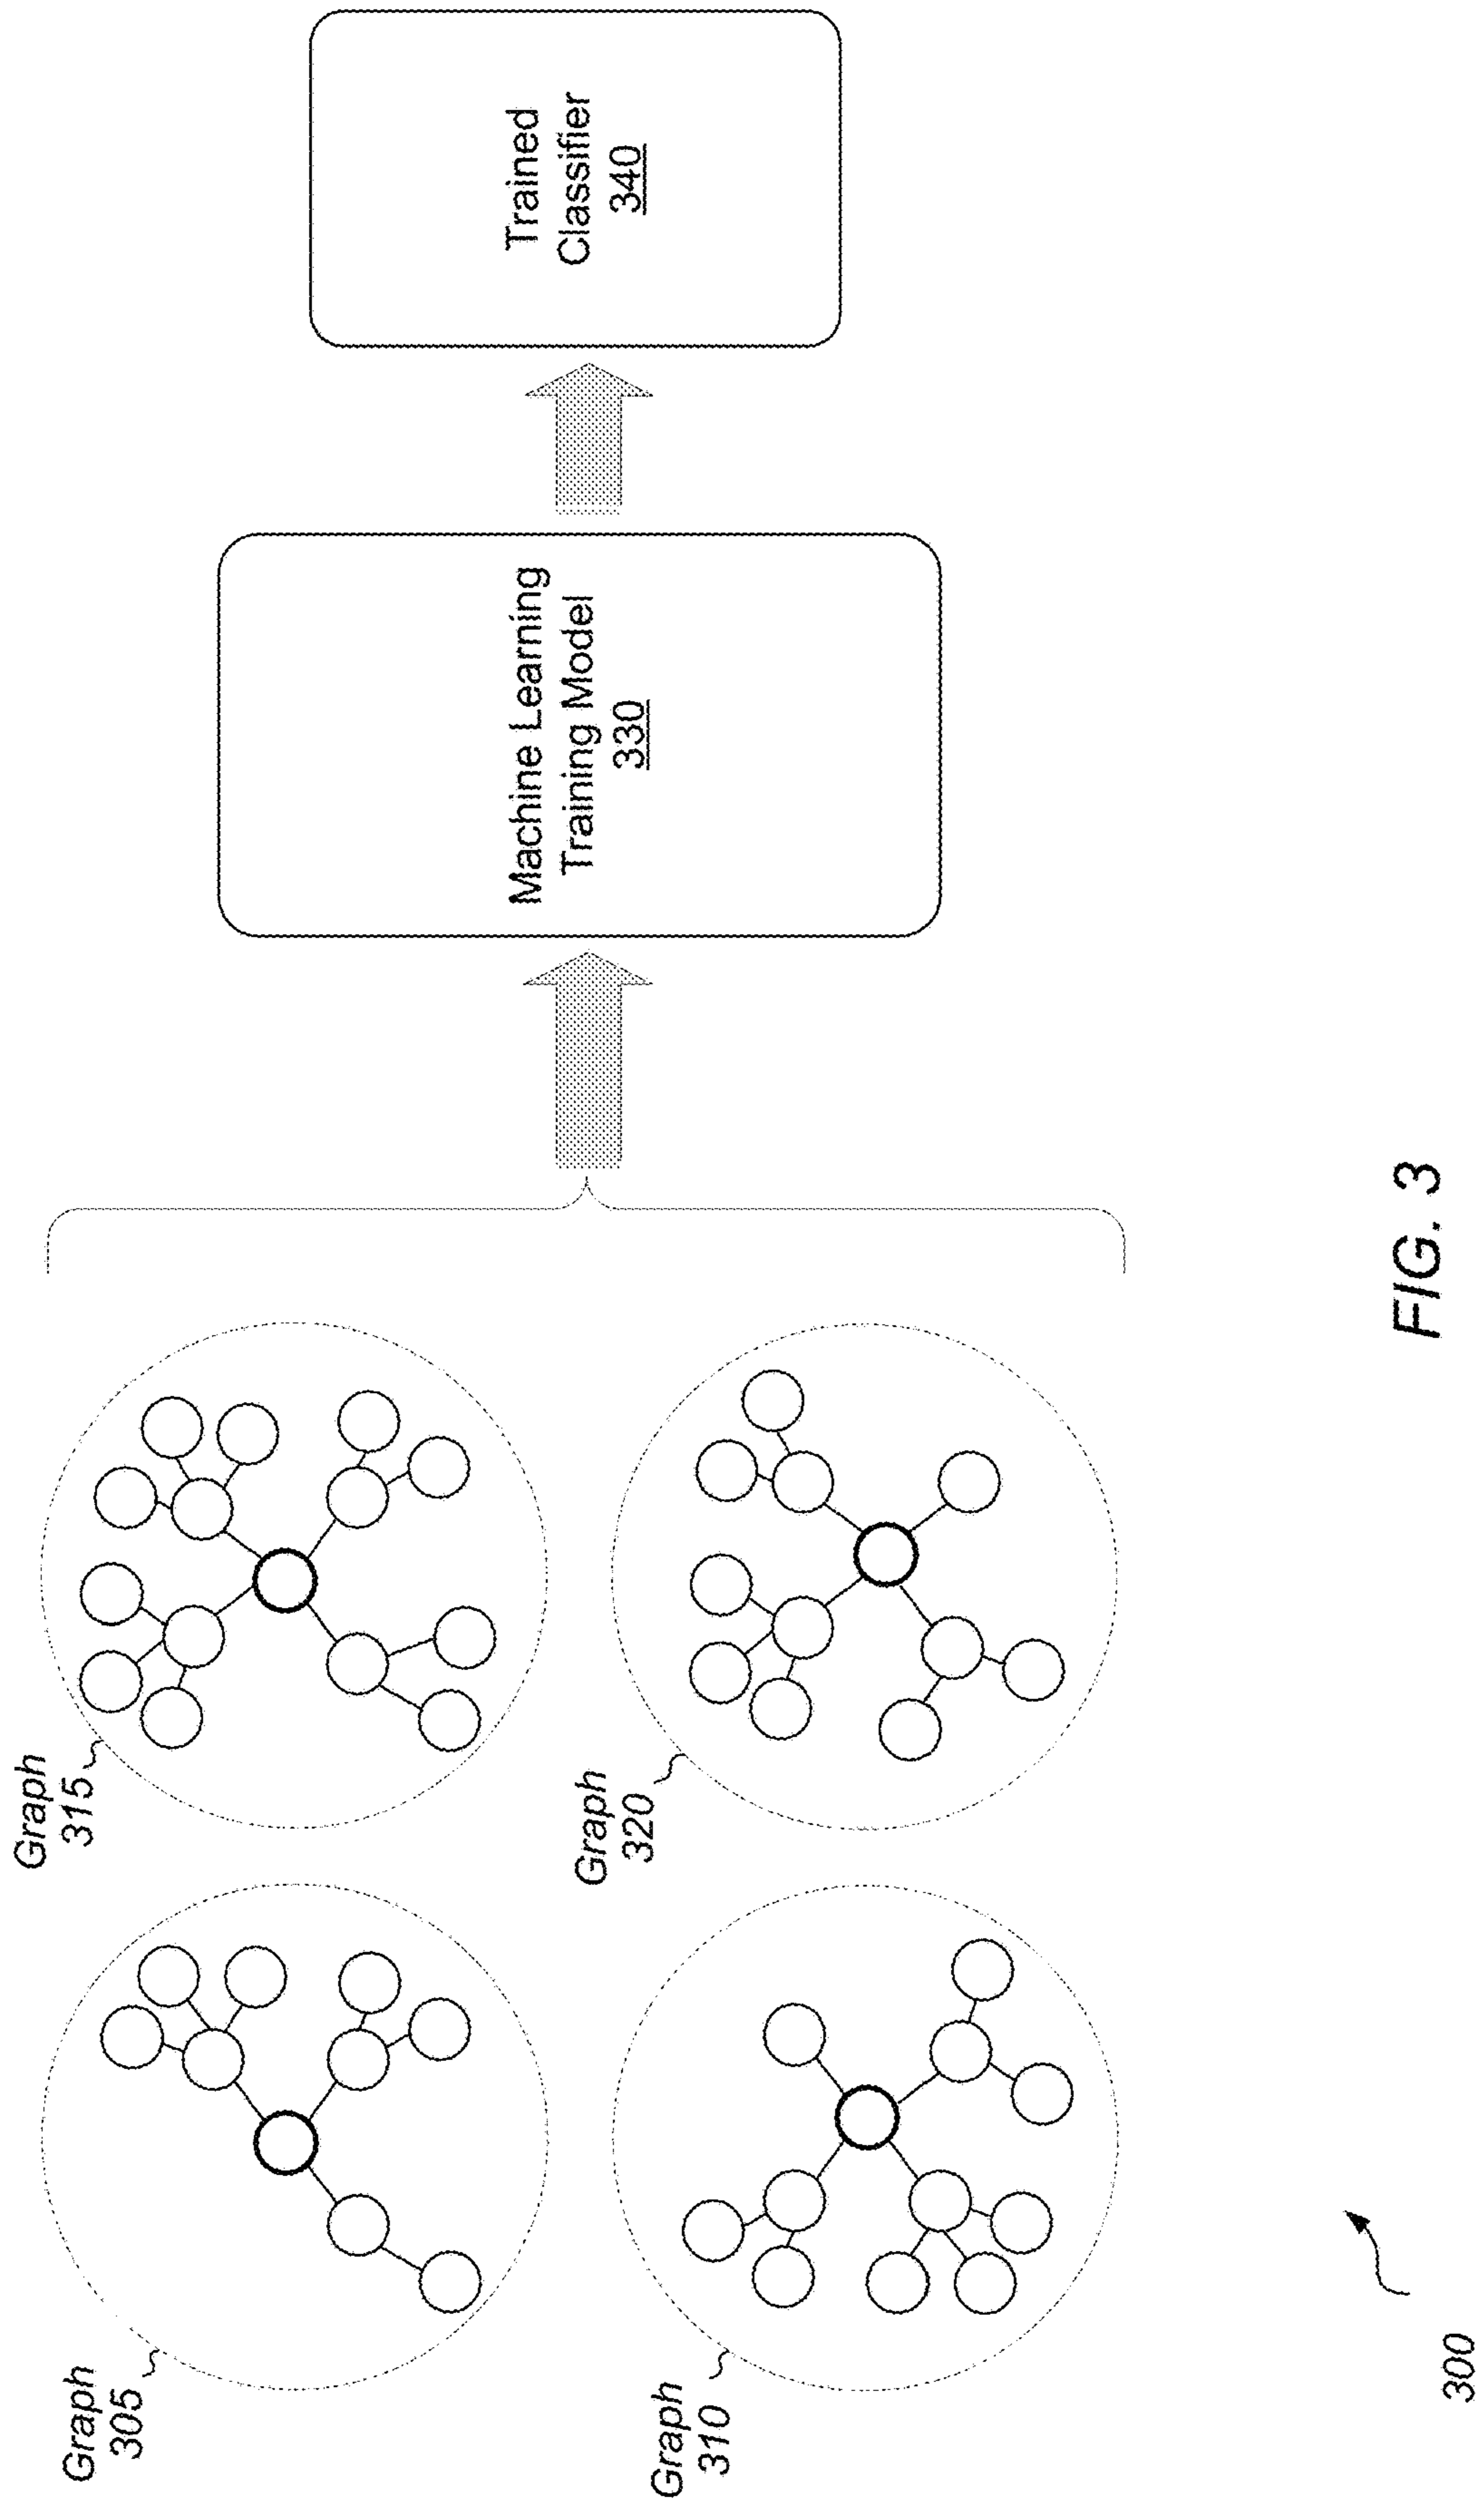 Graph
305
Graph
315
Graph
310
Graph
320
Machine Learning
Training Model
330
Trained
Classifier
340
300
FIG. 3